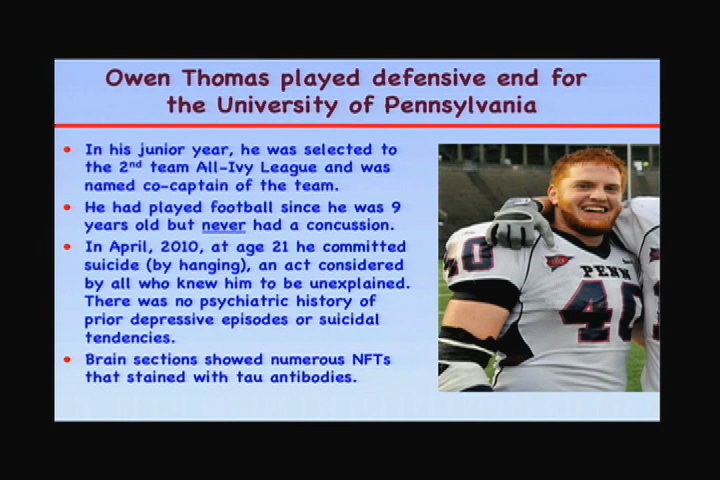 Owen Thomas played defensive end for
the University of Pennsylvania
• In his junior year, he was selected to
the 2nd team All-Ivy League and was
named co-captain of the team.
• He had played football since he was 9
years old but never had a concussion.
• In April, 2010, at age 21 he committed
suicide (by hanging), an act considered
by all who knew him to be unexplained.
There was no psychiatric history of
prior depressive episodes or suicidal
tendencies.
• Brain sections showed numerous NFTs
that stained with tau antibodies.
40
PENN
40